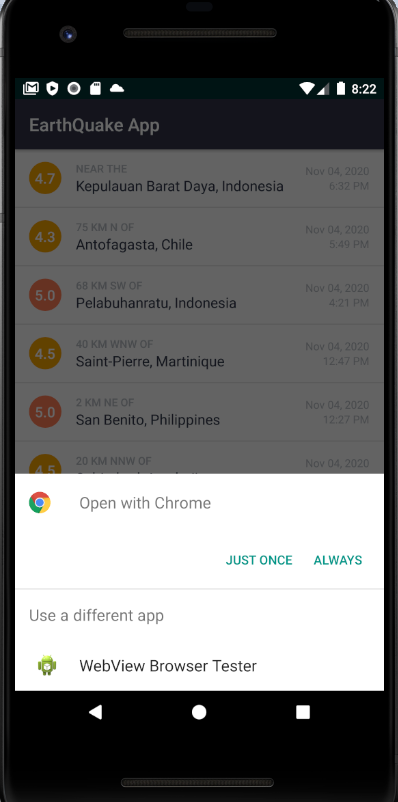 8:22
EarthQuake App
4.7
NEAR THE
Kepulauan Barat Daya, Indonesia
Nov 04, 2020
6:32 PM
4.3
75 KM N OF
Antofagasta, Chile
Nov 04, 2020
5:49 PM
5.0
68 KM SW OF
Pelabuhanratu, Indonesia
Nov 04, 2020
4:21 PM
4.5
40 KM WNW OF
Saint-Pierre, Martinique
Nov 04, 2020
12:47 PM
5.0
2 KM NE OF
San Benito, Philippines
Nov 04, 2020
12:27 PM
4.5
20 KM NNW OF
Nov 04, 2020
Open with Chrome
JUST ONCE ALWAYS
Use a different app
WebView Browser Tester